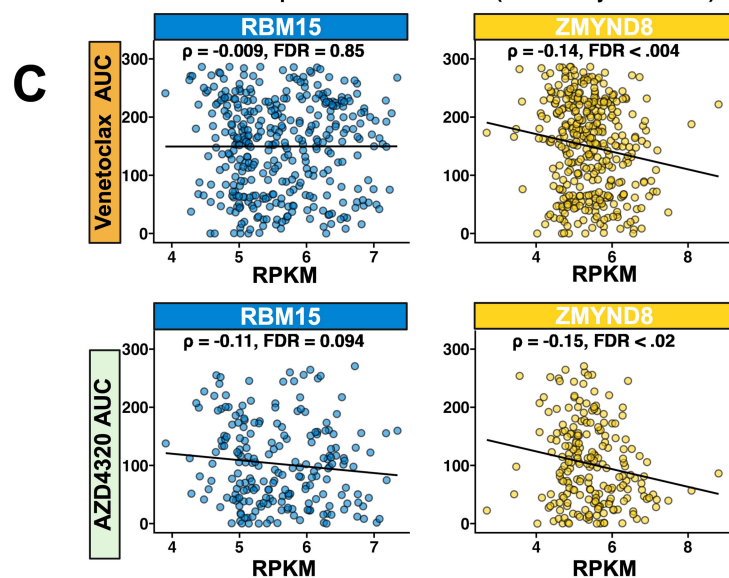 C
RBM15
ZMYND8
Venetoclax AUC
ρ = -0.009, FDR = 0.85
ρ = -0.14, FDR < .004
300
200
100
0
300
200
100
0
4 5 6 7
4 6 8
RPKM
RPKM
RBM15
ZMYND8
AZD4320 AUC
ρ = -0.11, FDR = 0.094
ρ = -0.15, FDR < .02
300
200
100
0
300
200
100
0
4 5 6 7
4 6 8
RPKM
RPKM